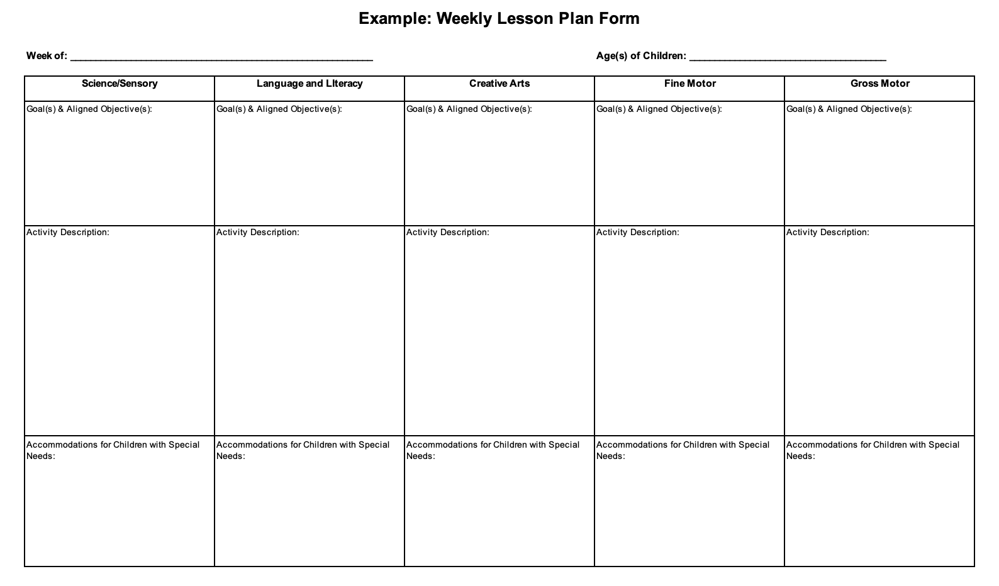 Example: Weekly Lesson Plan Form
Week of: ____________________________________________________________
Age(s) of Children: _______________________________________
Science/Sensory
Language and LIteracy
Creative Arts
Fine Motor
Gross Motor
Goal(s) & Aligned Objective(s):
Goal(s) & Aligned Objective(s):
Goal(s) & Aligned Objective(s):
Goal(s) & Aligned Objective(s):
Goal(s) & Aligned Objective(s):
Activity Description:
Activity Description:
Activity Description:
Activity Description:
Activity Description:
Accommodations for Children with Special
Needs:
Accommodations for Children with Special
Needs:
Accommodations for Children with Special
Needs:
Accommodations for Children with Special
Needs:
Accommodations for Children with Special
Needs: